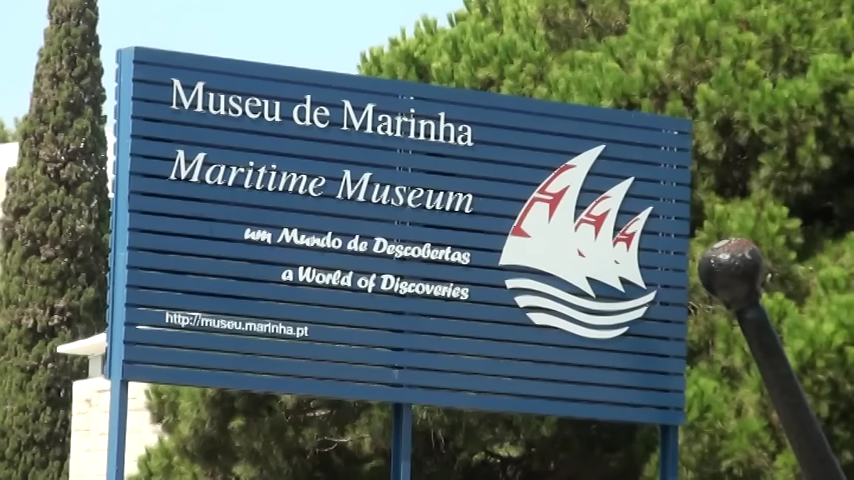 Museu de Marinha
Maritime Museum
um Mundo de Descobertas
a World of Discoveries
http://museu.marinha.pt